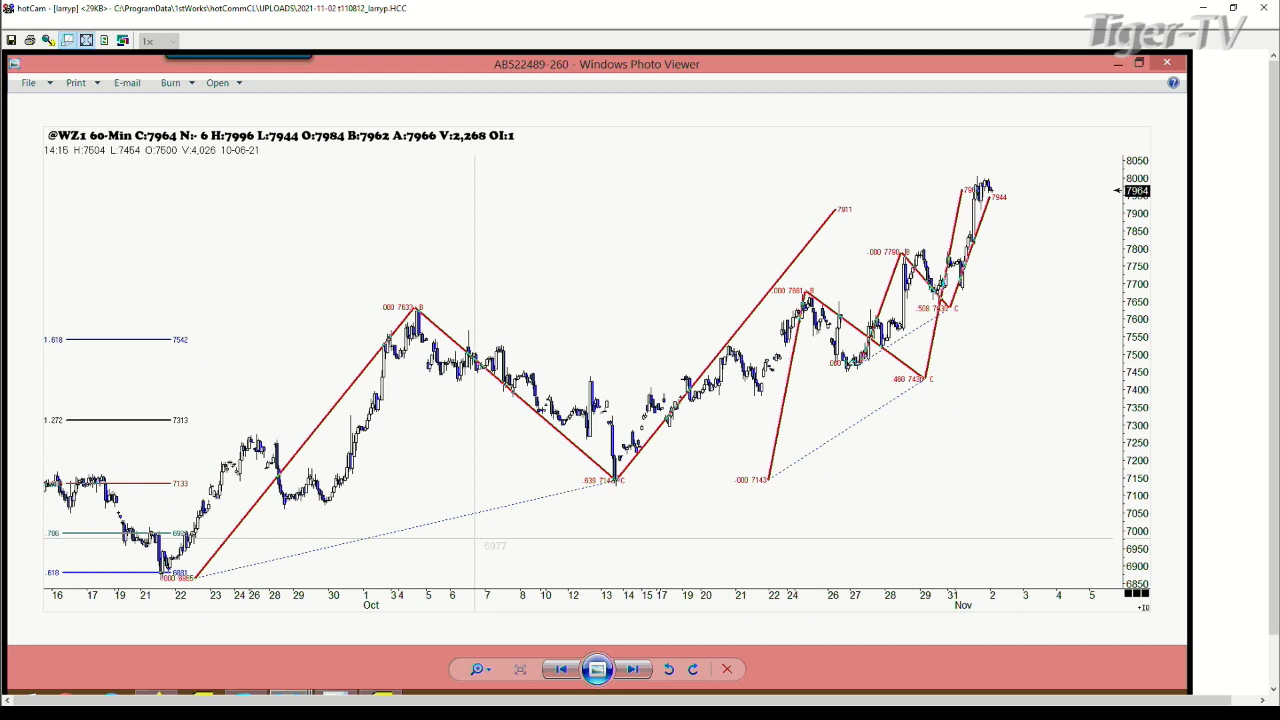 hotCam - [larryp] <29KB> - C:\ProgramData\1stWorks\hotCommCL\UPLOADS\2021-11-02 t110812_larryp.HCC
Tiger-TV
1x
AB522489-260 - Windows Photo Viewer
File Print E-mail Burn Open
@WZ1 60-Min C:7964 N:- 6 H:7996 L:7944 O:7984 B:7962 A:7966 V:2,268 OI:1
14:15 H:7504 L:7454 O:7500 V:4,026 10-06-21
8050
8000
7964
7944
7900
7911
7850
.000 7790 B
7800
7750
.000 7681 B
7700
.000 7633 B
7650
C
7600
1.618 7542
7550
7500
7450
.468 C
7400
7350
1.272 7313
7300
7250
7200
.639 C
.000 7143
7150
7133
7100
7050
.786
7000
6977
6950
.618
6900
6850
16 17 19 21 22 23 24 26 28 29 30 1 3 4 5 6 7 8 10 12 13 14 15 17 19 20 21 22 24 26 27 28 29 31 2 3 4 5
Oct Nov
+ID